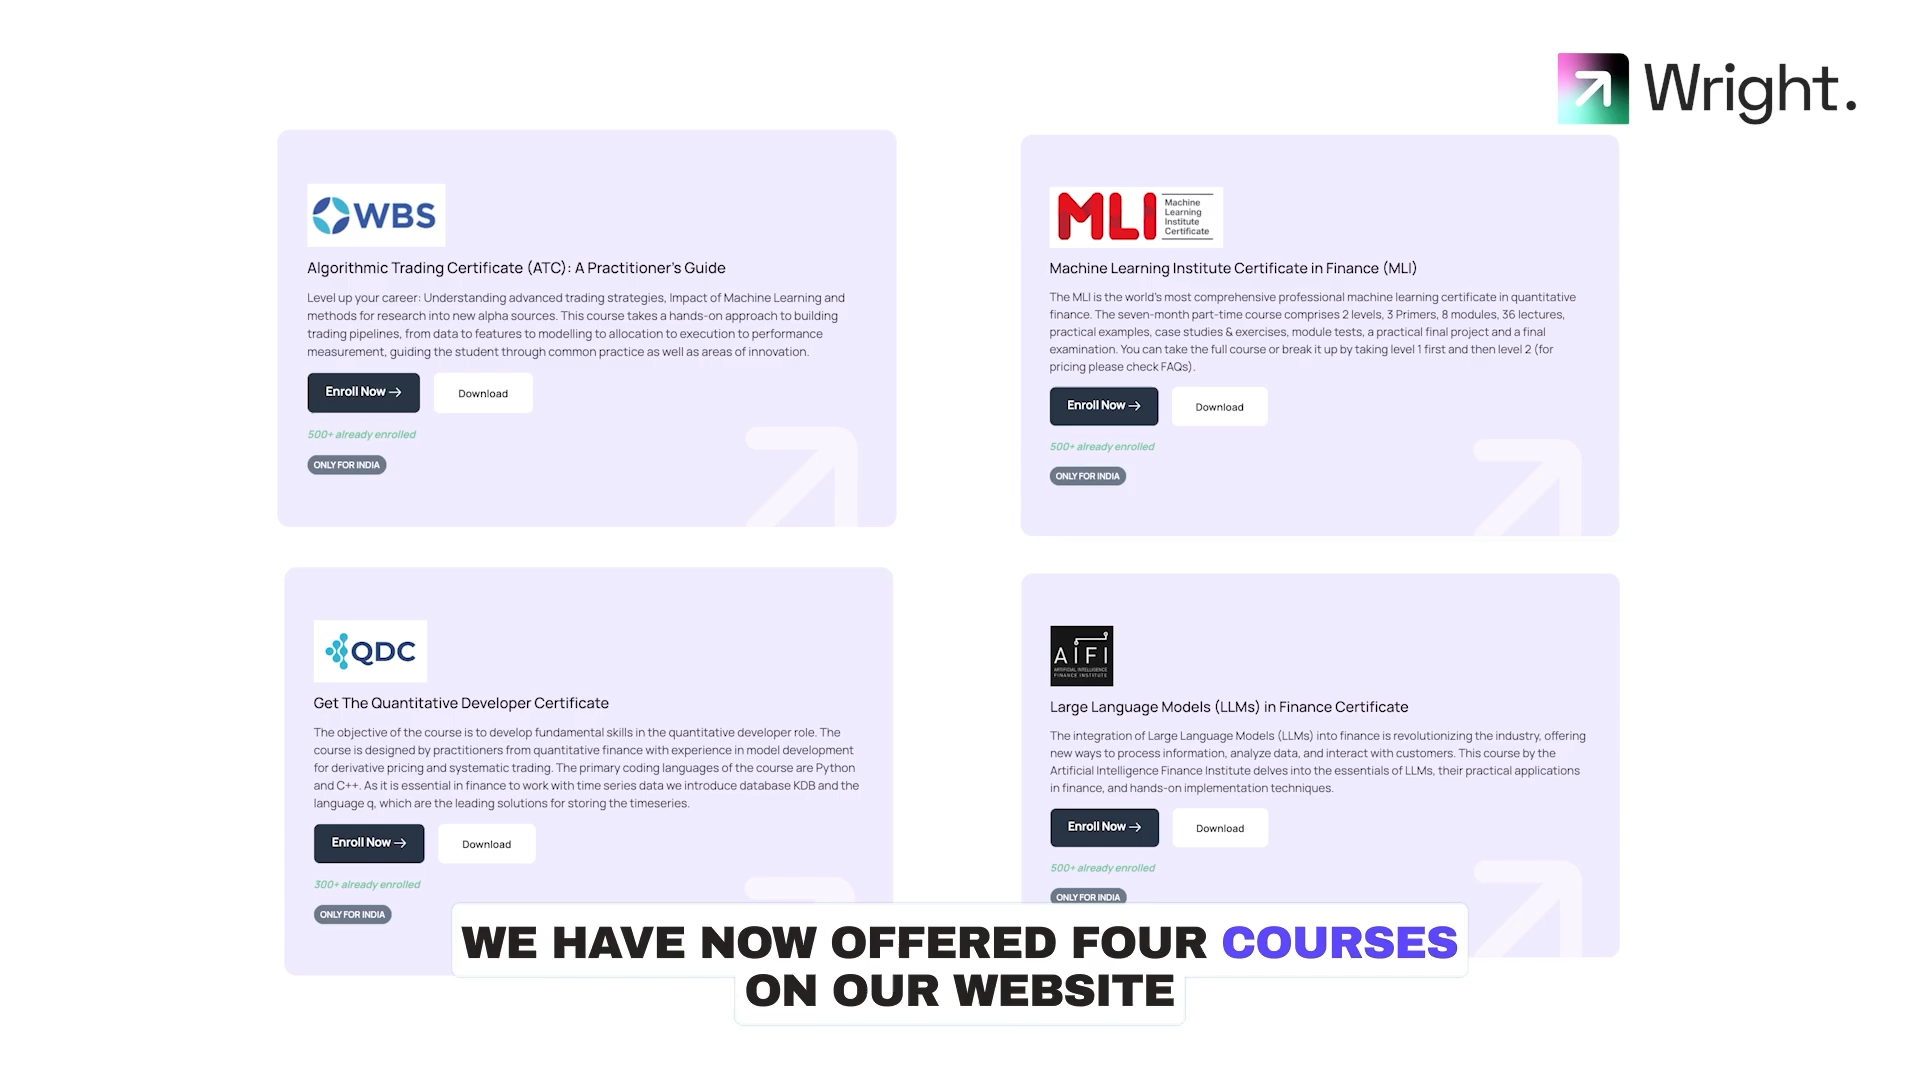 Wright.
WBS
Algorithmic Trading Certificate (ATC): A Practitioner's Guide
Level up your career: Understanding advanced trading strategies, Impact of Machine Learning and
methods for research into new alpha sources. This course takes a hands-on approach to building
trading pipelines, from data to features to modelling to allocation to execution to performance
measurement, guiding the student through common practice as well as areas of innovation.
Enroll Now →
Download
500+ already enrolled
ONLY FOR INDIA
MLI
Machine
Learning
Institute
Certificate
Machine Learning Institute Certificate in Finance (MLI)
The MLI is the world's most comprehensive professional machine learning certificate in quantitative
finance. The seven-month part-time course comprises 2 levels, 3 Primers, 8 modules, 36 lectures,
practical examples, case studies & exercises, module tests, a practical final project and a final
examination. You can take the full course or break it up by taking level 1 first and then level 2 (for
pricing please check FAQs).
Enroll Now →
Download
500+ already enrolled
ONLY FOR INDIA
QDC
Get The Quantitative Developer Certificate
The objective of the course is to develop fundamental skills in the quantitative developer role. The
course is designed by practitioners from quantitative finance with experience in model development
for derivative pricing and systematic trading. The primary coding languages of the course are Python
and C++. As it is essential in finance to work with time series data we introduce database KDB and the
language q, which are the leading solutions for storing the timeseries.
Enroll Now →
Download
300+ already enrolled
ONLY FOR INDIA
AIFI
ARTIFICIAL INTELLIGENCE
FINANCE INSTITUTE
Large Language Models (LLMs) in Finance Certificate
The integration of Large Language Models (LLMs) into finance is revolutionizing the industry, offering
new ways to process information, analyze data, and interact with customers. This course by the
Artificial Intelligence Finance Institute delves into the essentials of LLMs, their practical applications
in finance, and hands-on implementation techniques.
Enroll Now →
Download
500+ already enrolled
ONLY FOR INDIA
WE HAVE NOW OFFERED FOUR COURSES
ON OUR WEBSITE